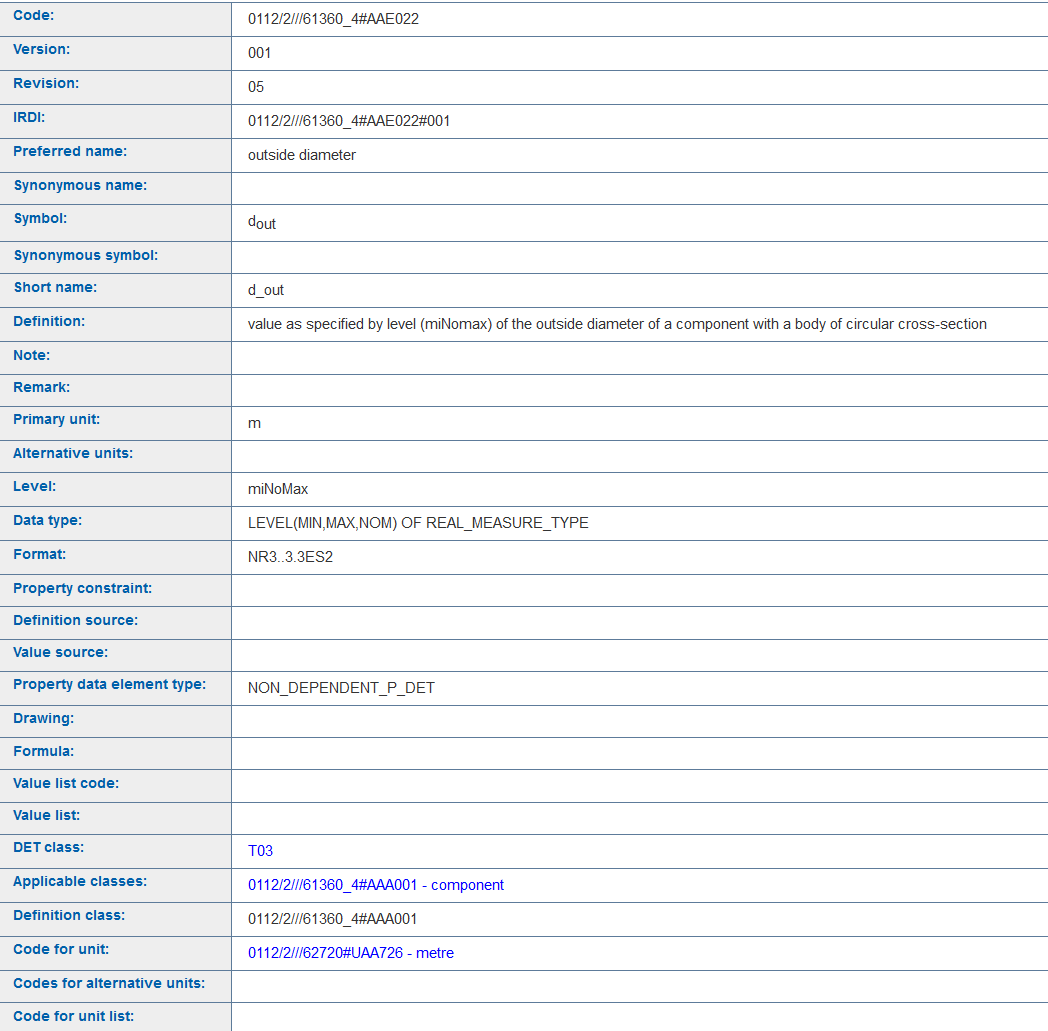 Code: 0112/2///61360_4#AAE022
Version: 001
Revision: 05
IRDI: 0112/2///61360_4#AAE022#001
Preferred name: outside diameter
Synonymous name:
Symbol: dout
Synonymous symbol:
Short name: d_out
Definition: value as specified by level (miNomax) of the outside diameter of a component with a body of circular cross-section
Note:
Remark:
Primary unit: m
Alternative units:
Level: miNoMax
Data type: LEVEL(MIN,MAX,NOM) OF REAL_MEASURE_TYPE
Format: NR3..3.3ES2
Property constraint:
Definition source:
Value source:
Property data element type: NON_DEPENDENT_P_DET
Drawing:
Formula:
Value list code:
Value list:
DET class: T03
Applicable classes: 0112/2///61360_4#AAA001 - component
Definition class: 0112/2///61360_4#AAA001
Code for unit: 0112/2///62720#UAA726 - metre
Codes for alternative units:
Code for unit list: